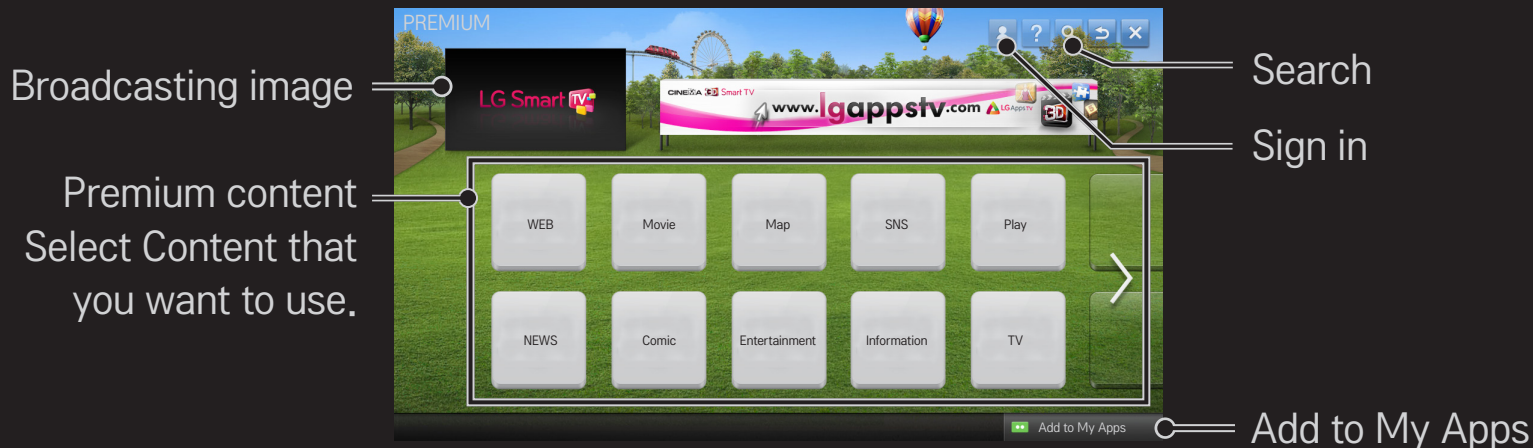 PREMIUM
?
Broadcasting image
LG Smart TV
CINEMA 3D Smart TV
www.lgappstv.com LG Apps TV
3D
Search
Sign in
Premium content
Select Content that
you want to use.
WEB
Movie
Map
SNS
Play
NEWS
Comic
Entertainment
Information
TV
Add to My Apps
Add to My Apps